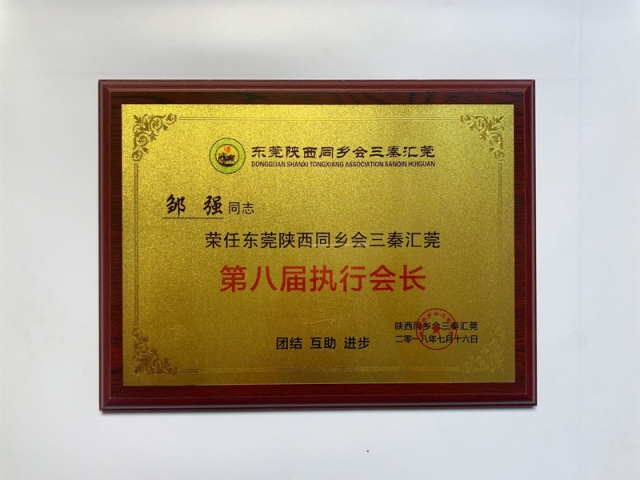 东莞陕西同乡会三秦汇莞
DONGGUAN SHANXI TONGXIANG ASSOCIATION SANQIN HUIGUAN
邹 强 同志
荣任东莞陕西同乡会三秦汇莞
第八届执行会长
团结 互助 进步
陕西同乡会三秦汇莞
二零一八年七月十六日